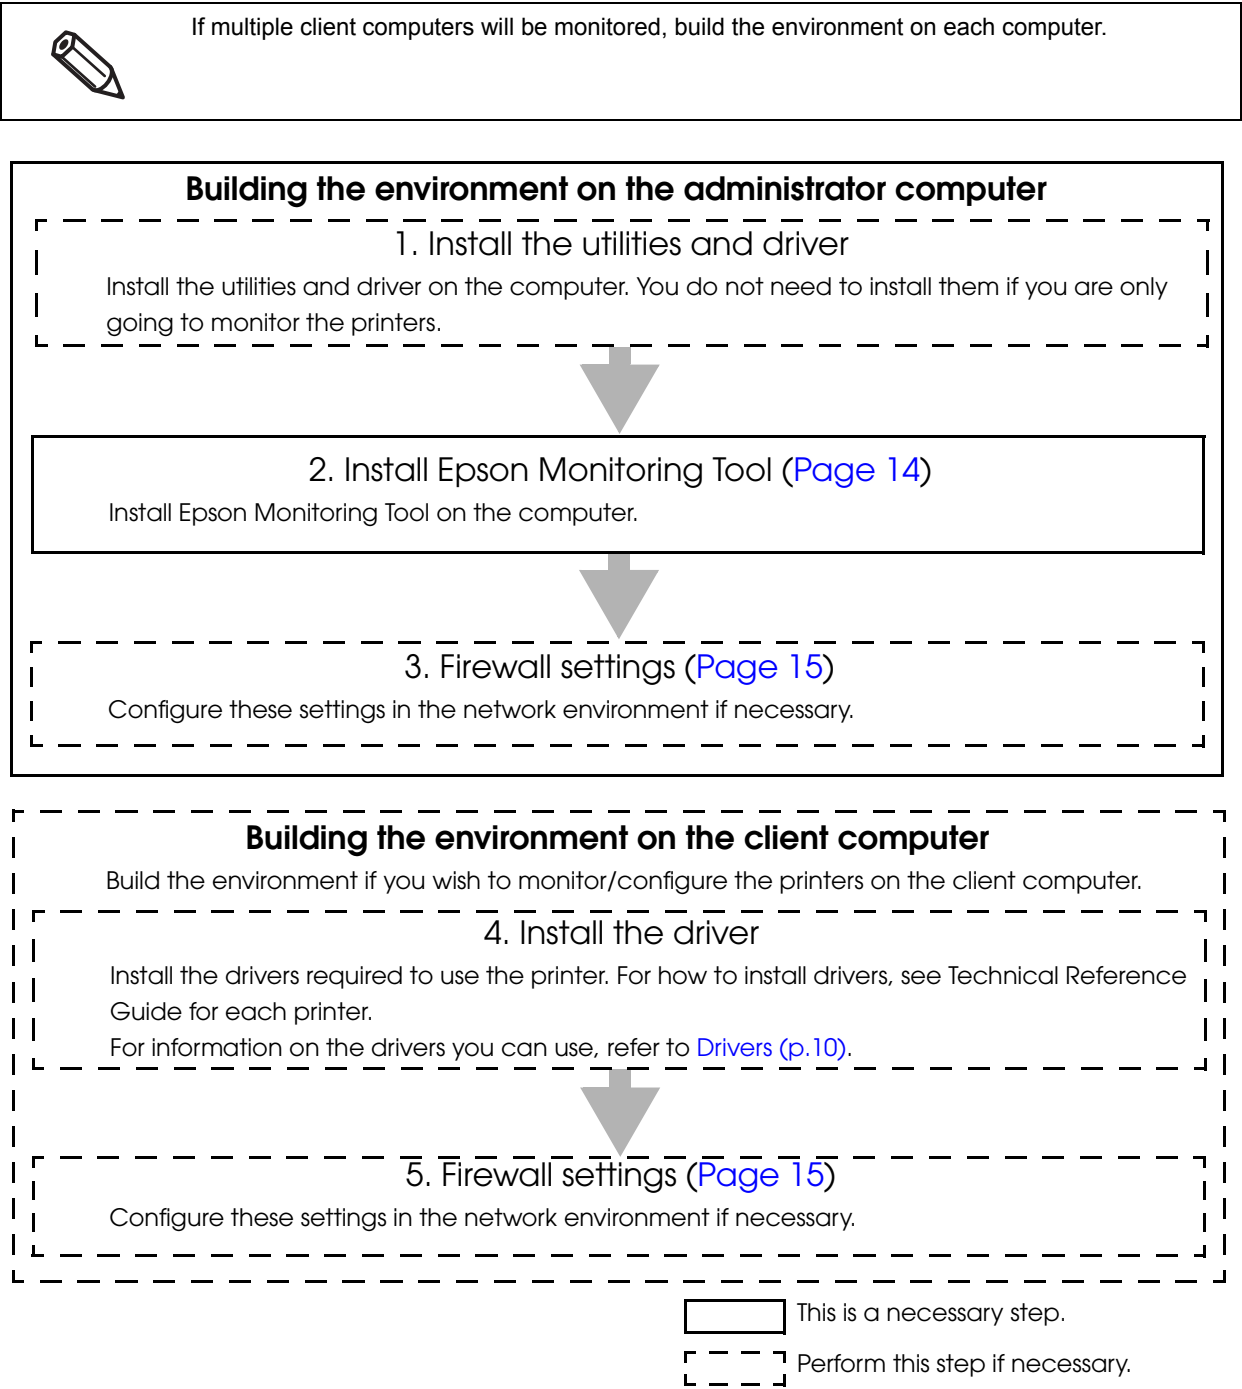 If multiple client computers will be monitored, build the environment on each computer.
Building the environment on the administrator computer
1. Install the utilities and driver
Install the utilities and driver on the computer. You do not need to install them if you are only
going to monitor the printers.
2. Install Epson Monitoring Tool (Page 14)
Install Epson Monitoring Tool on the computer.
3. Firewall settings (Page 15)
Configure these settings in the network environment if necessary.
Building the environment on the client computer
Build the environment if you wish to monitor/configure the printers on the client computer.
4. Install the driver
Install the drivers required to use the printer. For how to install drivers, see Technical Reference
Guide for each printer.
For information on the drivers you can use, refer to Drivers (p.10).
5. Firewall settings (Page 15)
Configure these settings in the network environment if necessary.
This is a necessary step.
Perform this step if necessary.